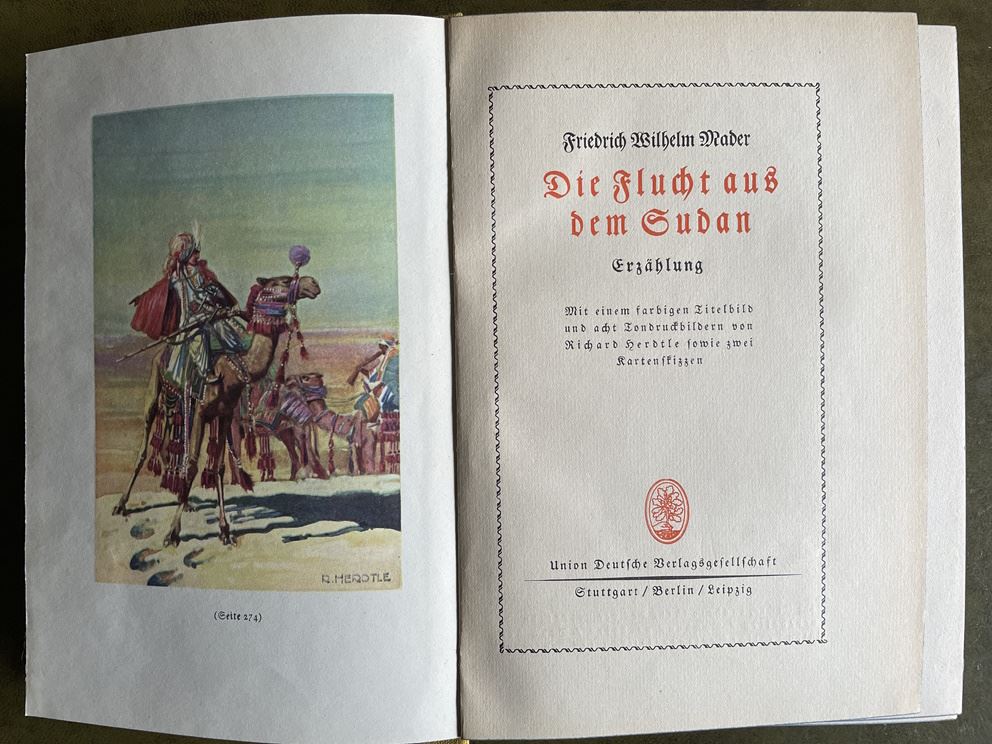 R. HERDTLE
(Seite 274)
Friedrich Wilhelm Mader
Die Flucht aus
dem Sudan
Erzählung
Mit einem farbigen Titelbild
und acht Tondruckbildern von
Richard Herdtle sowie zwei
Kartenskizzen
Union Deutsche Verlagsgesellschaft
Stuttgart / Berlin / Leipzig